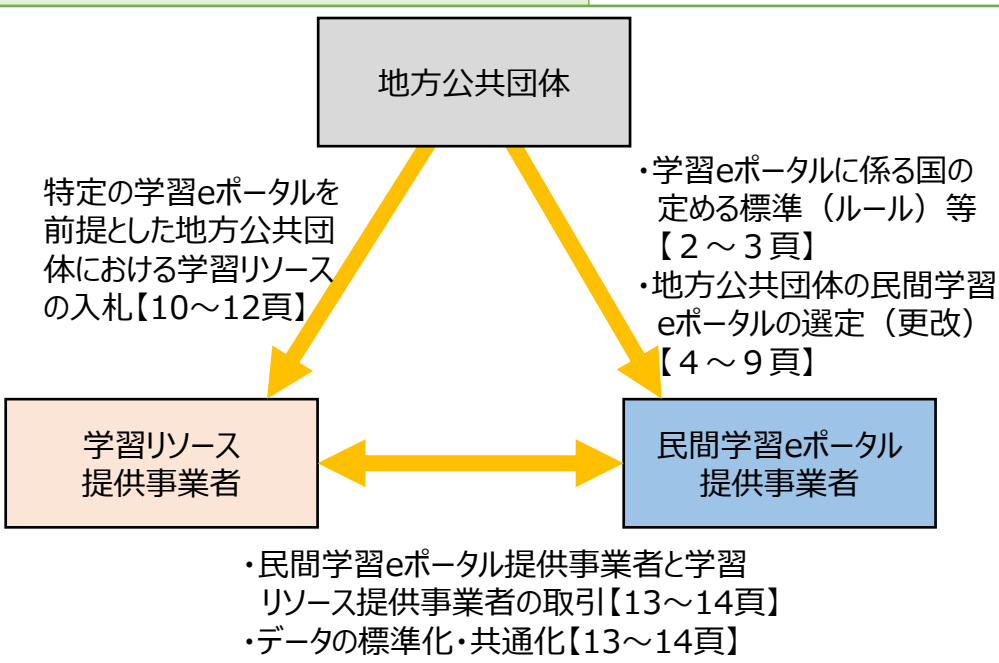 地方公共団体
特定の学習eポータルを
前提とした地方公共団
体における学習リソース
の入札【10～12頁】
・学習eポータルに係る国の
定める標準（ルール）等
【２～３頁】
・地方公共団体の民間学習
eポータルの選定（更改）
【４～９頁】
学習リソース
提供事業者
民間学習eポータル
提供事業者
・民間学習eポータル提供事業者と学習
リソース提供事業者の取引【13～14頁】
・データの標準化・共通化【13～14頁】